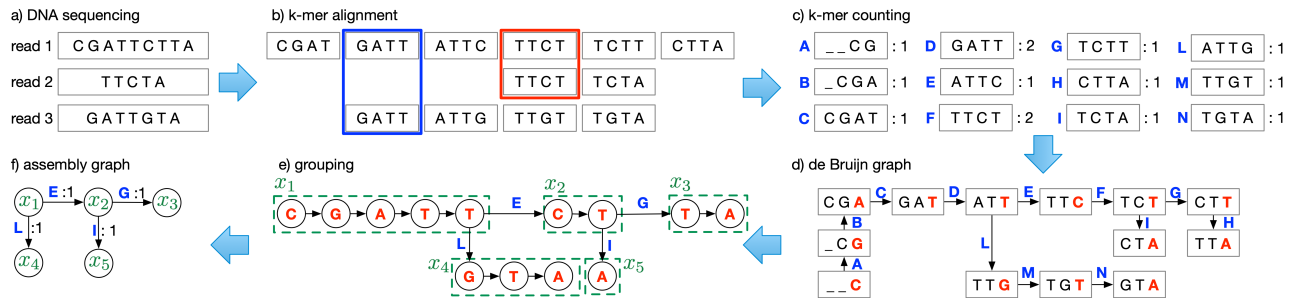 a) DNA sequencing
read 1 CGATTCTTA
read 2 TTCTA
read 3 GATTGTA
b) k-mer alignment
CGAT GATT ATTC TTCT TCTT CTTA
TTCT TCTA
GATT ATTG TTGT TGTA
c) k-mer counting
A _ _CG : 1 D GATT : 2 G TCTT : 1 L ATTG : 1
B _CGA : 1 E ATTC : 1 H CTTA : 1 M TTGT : 1
C CGAT : 1 F TTCT : 2 I TCTA : 1 N TGTA : 1
f) assembly graph
x1 E :1 x2 G :1 x3
L :1 I : 1
x4 x5
e) grouping
x1 x2 x3
C G A T T E C T G T A
L I
x4 G T A A x5
d) de Bruijn graph
CGA C GAT D ATT E TTC F TCT G CTT
B I H
_CG L CTA TTA
A
_ _C TTG M TGT N GTA